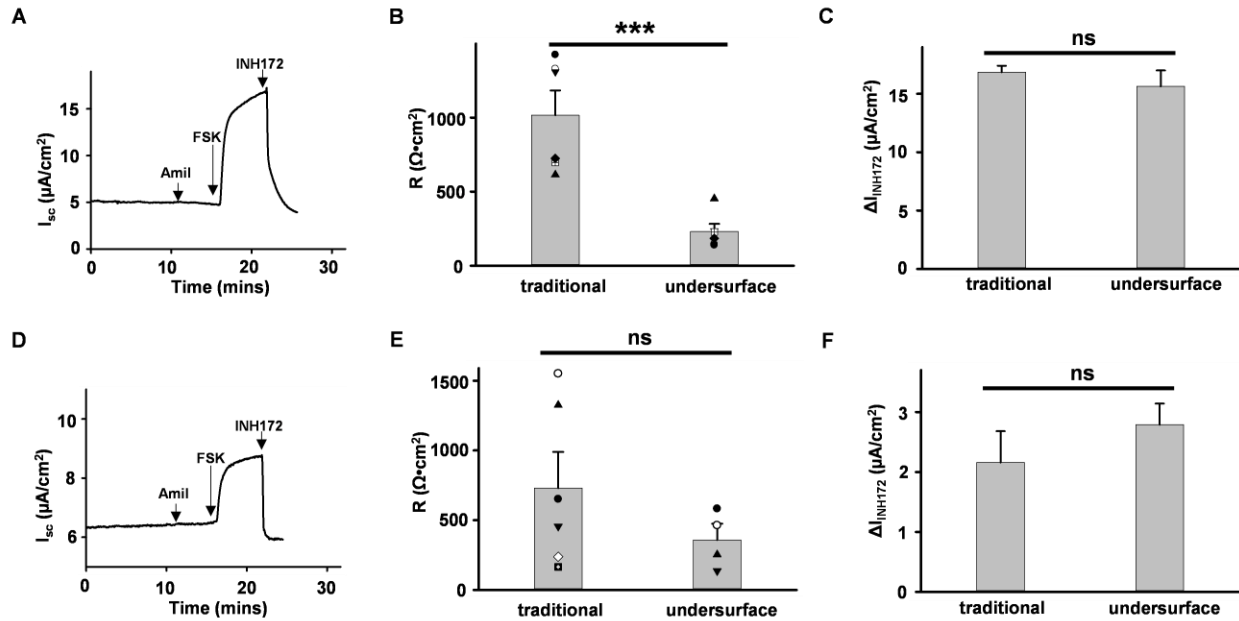 A
B
C
Isc (µA/cm²)
15
10
5
0
0
10
20
30
Time (mins)
Amil
FSK
INH172
R (Ω•cm²)
1000
500
0
***
traditional
undersurface
ΔIINH172 (µA/cm²)
15
10
5
0
ns
traditional
undersurface
D
E
F
Isc (µA/cm²)
10
8
6
0
10
20
30
Time (mins)
Amil
FSK
INH172
R (Ω•cm²)
1500
1000
500
0
ns
traditional
undersurface
ΔIINH172 (µA/cm²)
3
2
1
0
ns
traditional
undersurface